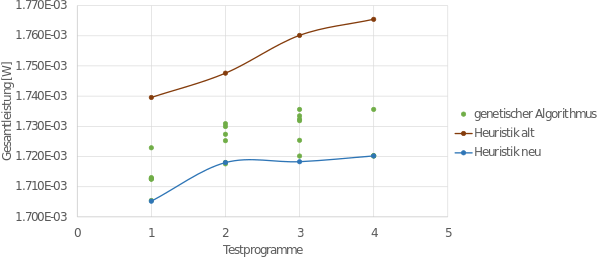 1.770E-03
1.760E-03
1.750E-03
1.740E-03
1.730E-03
1.720E-03
1.710E-03
1.700E-03
Gesamtleistung [W]
0 1 2 3 4 5
Testprogramme
genetischer Algorithmus
Heuristik alt
Heuristik neu